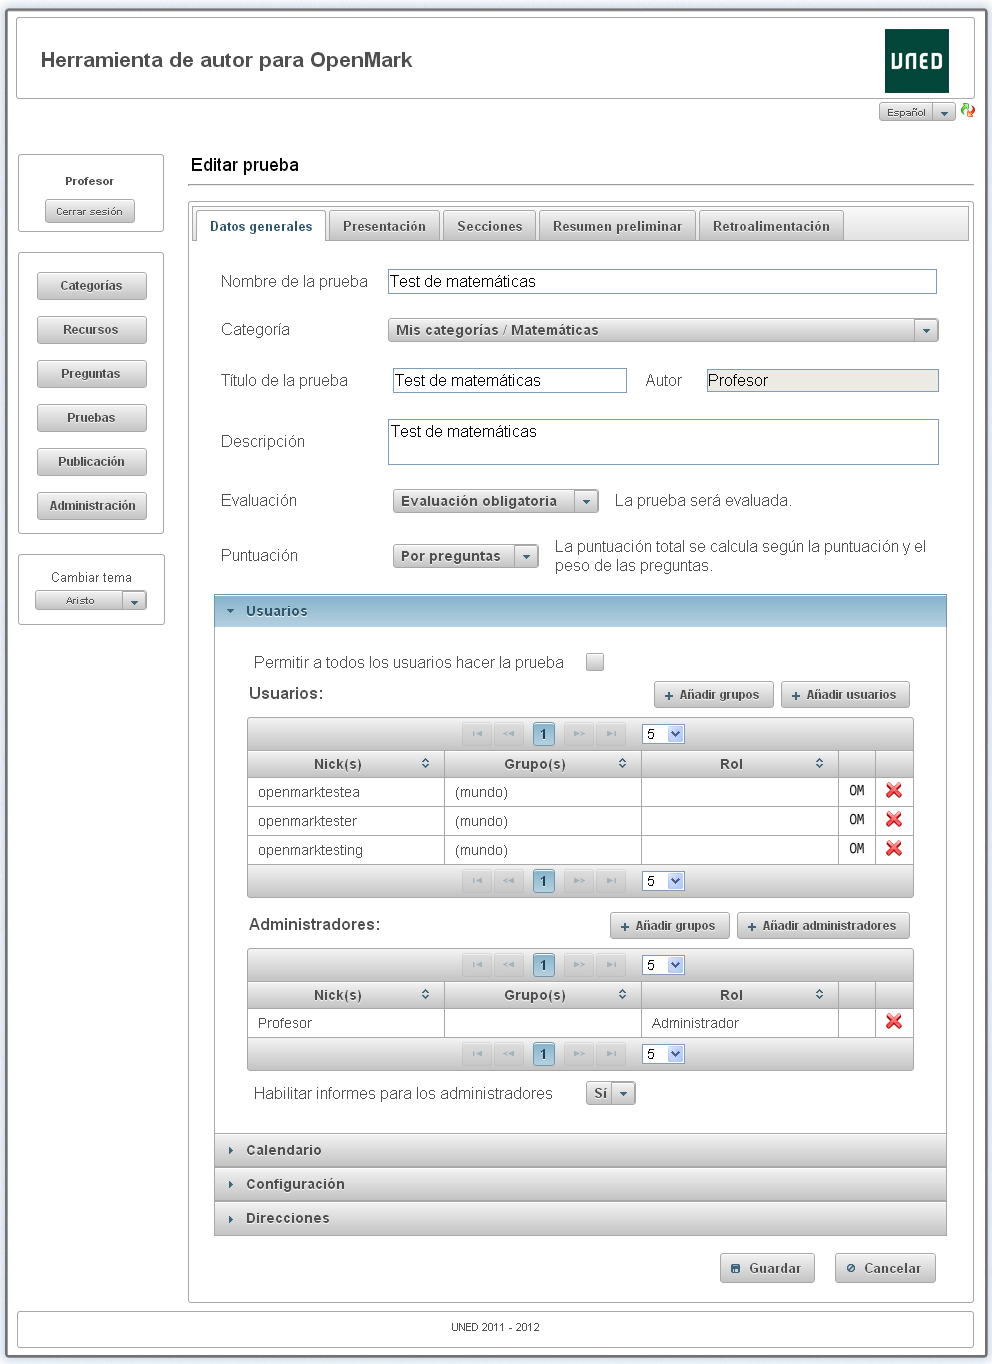 Herramienta de autor para OpenMark
UNED
Español
Profesor
Cerrar sesión
Categorías
Recursos
Preguntas
Pruebas
Publicación
Administración
Cambiar tema
Aristo
Editar prueba
Datos generales Presentación Secciones Resumen preliminar Retroalimentación
Nombre de la prueba Test de matemáticas
Categoría Mis categorías / Matemáticas
Título de la prueba Test de matemáticas Autor Profesor
Descripción Test de matemáticas
Evaluación Evaluación obligatoria La prueba será evaluada.
Puntuación Por preguntas La puntuación total se calcula según la puntuación y el
peso de las preguntas.
Usuarios
Permitir a todos los usuarios hacer la prueba
Usuarios: Añadir grupos Añadir usuarios
1 5
Nick(s) Grupo(s) Rol
openmarktestea (mundo) OM
openmarktester (mundo) OM
openmarktesting (mundo) OM
1 5
Administradores: Añadir grupos Añadir administradores
1 5
Nick(s) Grupo(s) Rol
Profesor Administrador
1 5
Habilitar informes para los administradores Sí
Calendario
Configuración
Direcciones
Guardar Cancelar
UNED 2011 - 2012